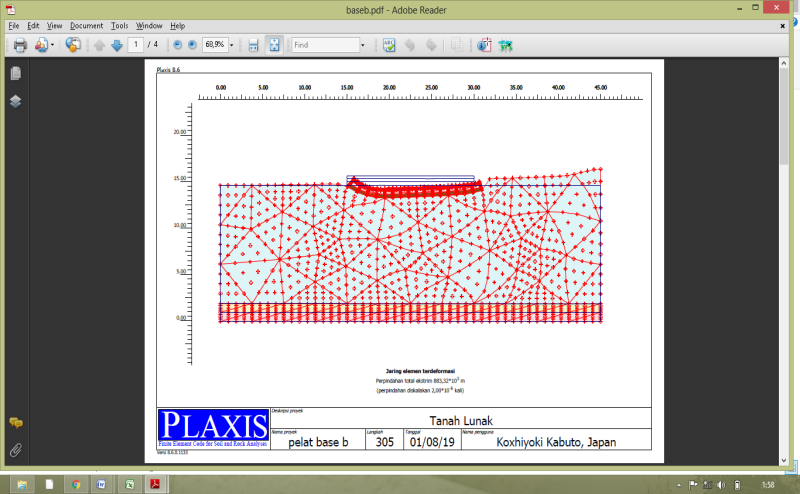 baseb.pdf - Adobe Reader
File Edit View Document Tools Window Help
1 / 4 68,9% Find
Plaxis 8.6
0.00 5.00 10.00 15.00 20.00 25.00 30.00 35.00 40.00 45.00
20.00
15.00
10.00
5.00
0.00
Jaring elemen terdeformasi
Perpindahan total ekstrim 883,32*10³ m
(perpindahan diskalakan 2,00*10⁻⁶ kali)
PLAXIS
Finite Element Code for Soil and Rock Analyses
Versi 8.6.0.1133
Deskripsi proyek
Tanah Lunak
Nama proyek Langkah Tanggal Nama pengguna
pelat base b 305 01/08/19 Koxhiyoki Kabuto, Japan
1:58